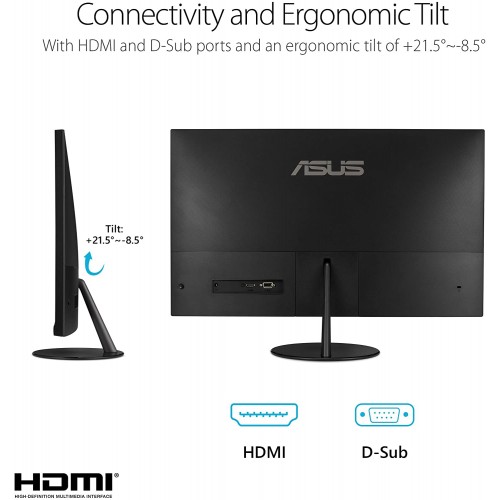 Connectivity and Ergonomic Tilt
With HDMI and D-Sub ports and an ergonomic tilt of +21.5°~-8.5°
ASUS
Tilt:
+21.5°~-8.5°
HDMI
D-Sub
HDMI®
HIGH-DEFINITION MULTIMEDIA INTERFACE